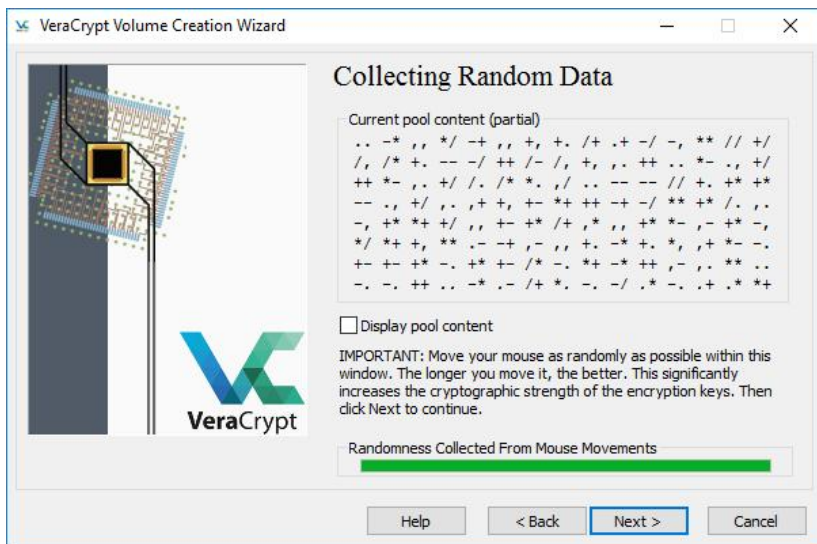 VeraCrypt Volume Creation Wizard
Collecting Random Data
Current pool content (partial)
.. -* ,, */ -+ ,, +, +. /+ .+ -/ -, ** // +/
/, /* +. -- -/ ++ /- /, +, ,. ++ .. *- ., +/
++ *- ,. +/ /. /* *. ,/ .. -- -- // +. +* +*
-- ., +/ ,. ,+ +, +- *+ ++ -+ -/ ** +* /. ,.
-, +* *+ +/ ,, +- +* /+ ,* ,, +* *- ,- +* -,
*/ *+ +, ** .- -+ ,- ,, +. -* +. *, ,+ *- -.
+- +- +* -. +* +- /* -. *+ -* ++ ,- ,. ** ..
-. -. ++ .. -* .- /+ *. -. -/ .* -. .+ .* *+
Display pool content
IMPORTANT: Move your mouse as randomly as possible within this
window. The longer you move it, the better. This significantly
increases the cryptographic strength of the encryption keys. Then
click Next to continue.
VeraCrypt
Randomness Collected From Mouse Movements
Help
< Back
Next >
Cancel